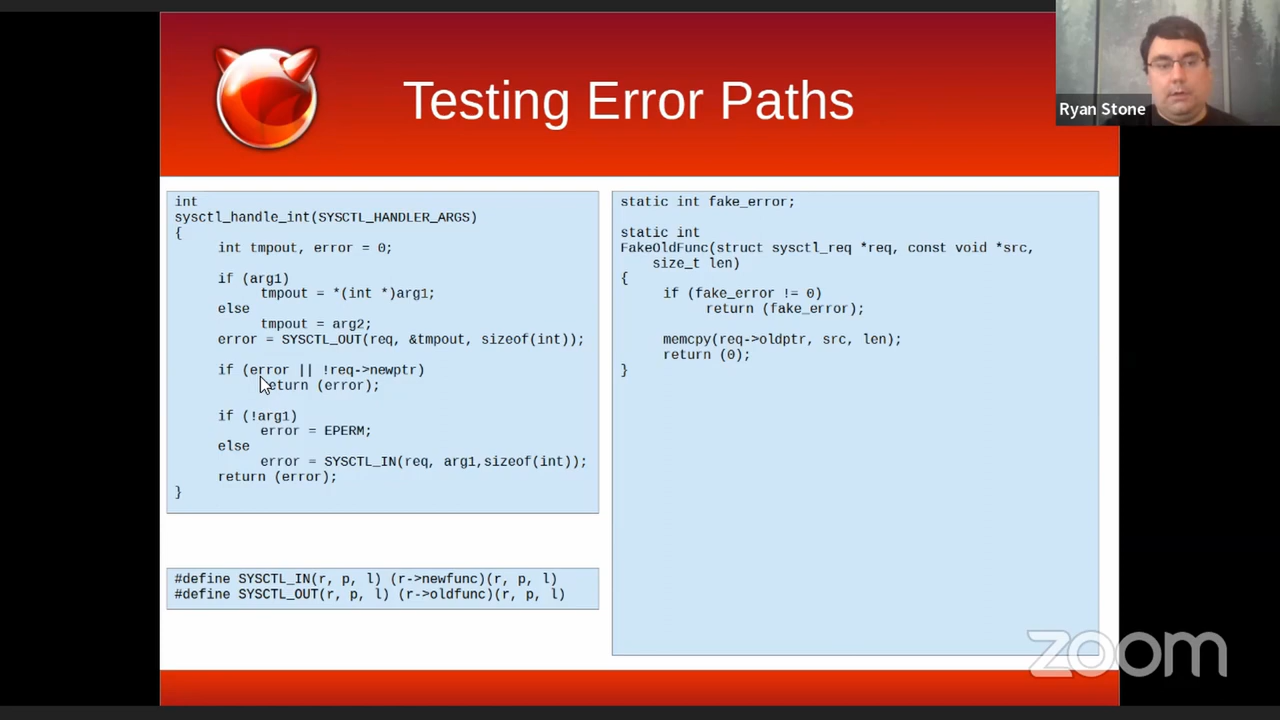 Testing Error Paths
Ryan Stone
int
sysctl_handle_int(SYSCTL_HANDLER_ARGS)
{
int tmpout, error = 0;
if (arg1)
tmpout = *(int *)arg1;
else
tmpout = arg2;
error = SYSCTL_OUT(req, &tmpout, sizeof(int));
if (error || !req->newptr)
return (error);
if (!arg1)
error = EPERM;
else
error = SYSCTL_IN(req, arg1,sizeof(int));
return (error);
}
#define SYSCTL_IN(r, p, l) (r->newfunc)(r, p, l)
#define SYSCTL_OUT(r, p, l) (r->oldfunc)(r, p, l)
static int fake_error;
static int
FakeOldFunc(struct sysctl_req *req, const void *src,
size_t len)
{
if (fake_error != 0)
return (fake_error);
memcpy(req->oldptr, src, len);
return (0);
}
zoom